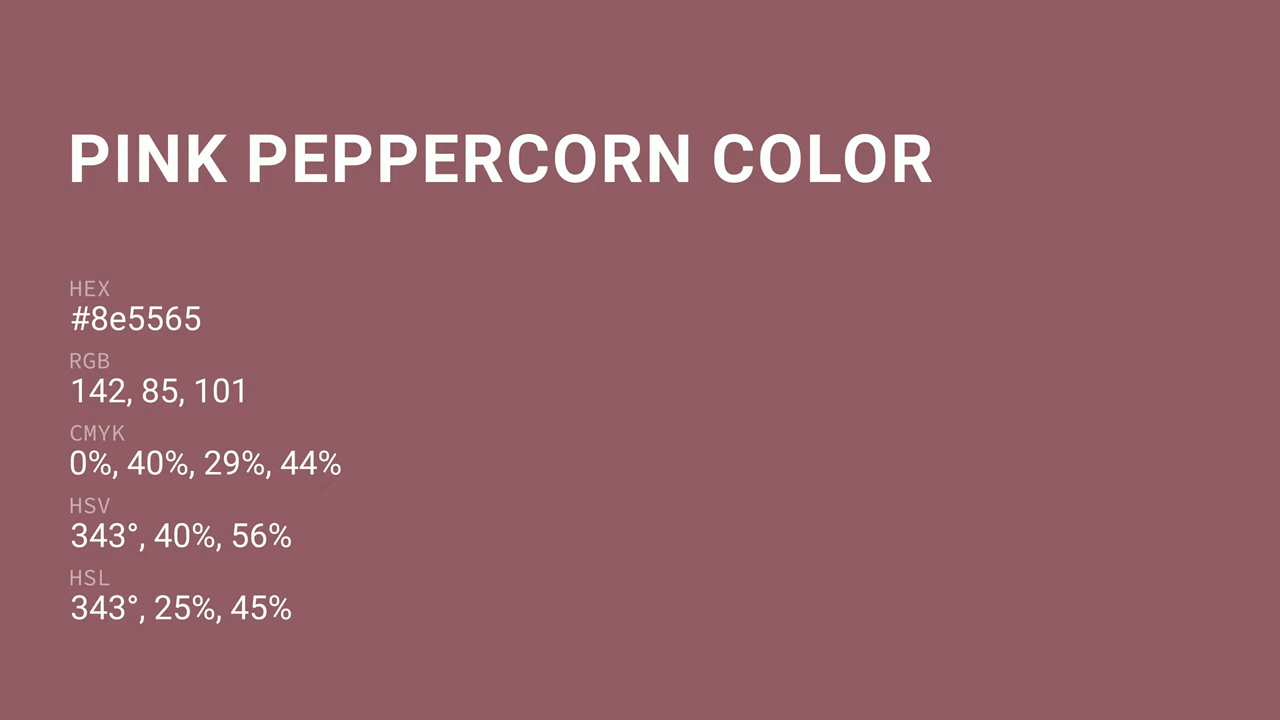 PINK PEPPERCORN COLOR
HEX
#8e5565
RGB
142, 85, 101
CMYK
0%, 40%, 29%, 44%
HSV
343°, 40%, 56%
HSL
343°, 25%, 45%